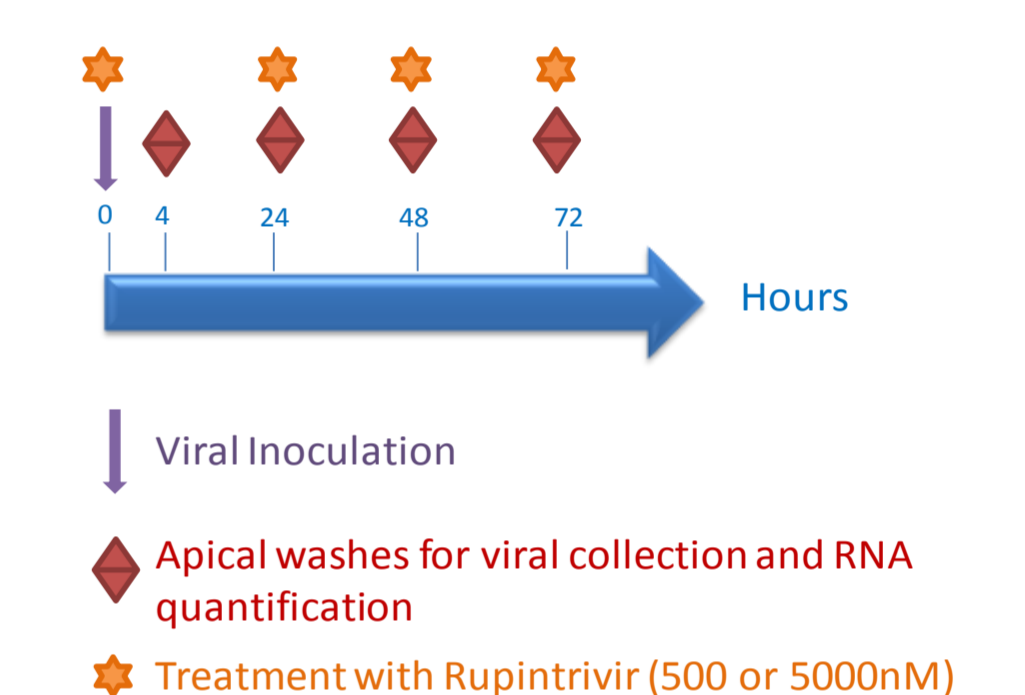 0 4 24 48 72
Hours
Viral Inoculation
Apical washes for viral collection and RNA
quantification
Treatment with Rupintrivir (500 or 5000nM)